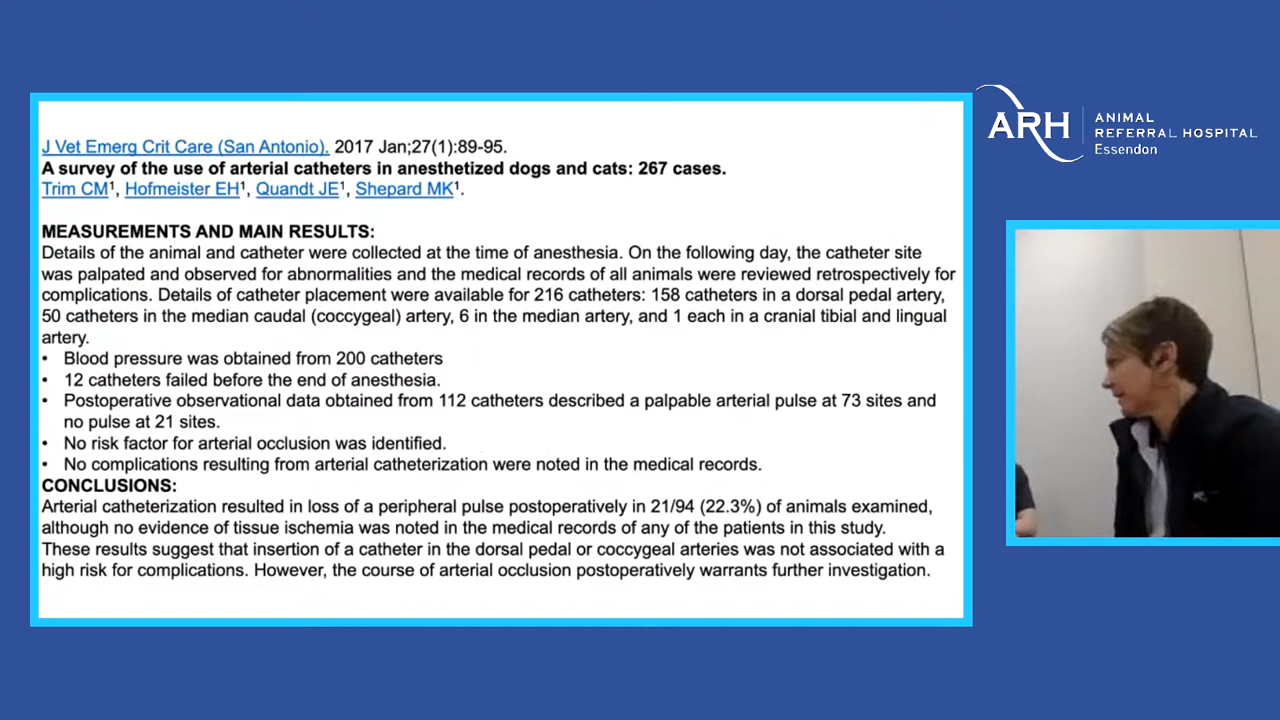 J Vet Emerg Crit Care (San Antonio). 2017 Jan;27(1):89-95.
A survey of the use of arterial catheters in anesthetized dogs and cats: 267 cases.
Trim CM¹, Hofmeister EH¹, Quandt JE¹, Shepard MK¹.
MEASUREMENTS AND MAIN RESULTS:
Details of the animal and catheter were collected at the time of anesthesia. On the following day, the catheter site
was palpated and observed for abnormalities and the medical records of all animals were reviewed retrospectively for
complications. Details of catheter placement were available for 216 catheters: 158 catheters in a dorsal pedal artery,
50 catheters in the median caudal (coccygeal) artery, 6 in the median artery, and 1 each in a cranial tibial and lingual
artery.
• Blood pressure was obtained from 200 catheters
• 12 catheters failed before the end of anesthesia.
• Postoperative observational data obtained from 112 catheters described a palpable arterial pulse at 73 sites and
no pulse at 21 sites.
• No risk factor for arterial occlusion was identified.
• No complications resulting from arterial catheterization were noted in the medical records.
CONCLUSIONS:
Arterial catheterization resulted in loss of a peripheral pulse postoperatively in 21/94 (22.3%) of animals examined,
although no evidence of tissue ischemia was noted in the medical records of any of the patients in this study.
These results suggest that insertion of a catheter in the dorsal pedal or coccygeal arteries was not associated with a
high risk for complications. However, the course of arterial occlusion postoperatively warrants further investigation.
ARH
ANIMAL
REFERRAL HOSPITAL
Essendon